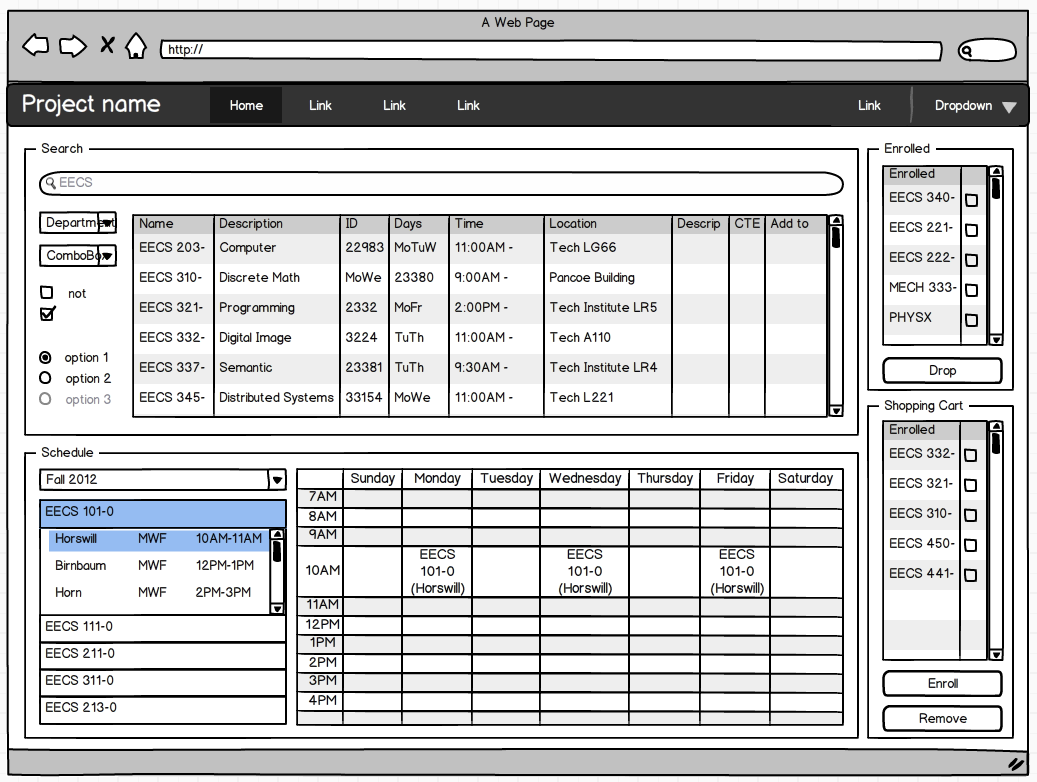 A Web Page
http://
Project name Home Link Link Link Link Dropdown
Search
EECS
Department
ComboBox
not
option 1
option 2
option 3
Name Description ID Days Time Location Descrip CTE Add to
EECS 203- Computer 22983 MoTuW 11:00AM - Tech LG66
EECS 310- Discrete Math MoWe 23380 9:00AM - Pancoe Building
EECS 321- Programming 2332 MoFr 2:00PM - Tech Institute LR5
EECS 332- Digital Image 3224 TuTh 11:00AM - Tech A110
EECS 337- Semantic 23381 TuTh 9:30AM - Tech Institute LR4
EECS 345- Distributed Systems 33154 MoWe 11:00AM - Tech L221
Enrolled
Enrolled
EECS 340-
EECS 221-
EECS 222-
MECH 333-
PHYSX
Drop
Schedule
Fall 2012
EECS 101-0
Horswill MWF 10AM-11AM
Birnbaum MWF 12PM-1PM
Horn MWF 2PM-3PM
EECS 111-0
EECS 211-0
EECS 311-0
EECS 213-0
Sunday Monday Tuesday Wednesday Thursday Friday Saturday
7AM
8AM
9AM
EECS EECS EECS
10AM 101-0 101-0 101-0
(Horswill) (Horswill) (Horswill)
11AM
12PM
1PM
2PM
3PM
4PM
Shopping Cart
Enrolled
EECS 332-
EECS 321-
EECS 310-
EECS 450-
EECS 441-
Enroll
Remove